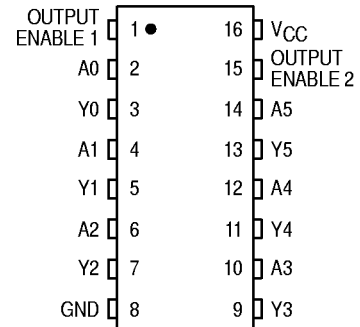 OUTPUT
ENABLE 1 1 16 VCC
A0 2 15 OUTPUT
ENABLE 2
Y0 3 14 A5
A1 4 13 Y5
Y1 5 12 A4
A2 6 11 Y4
Y2 7 10 A3
GND 8 9 Y3